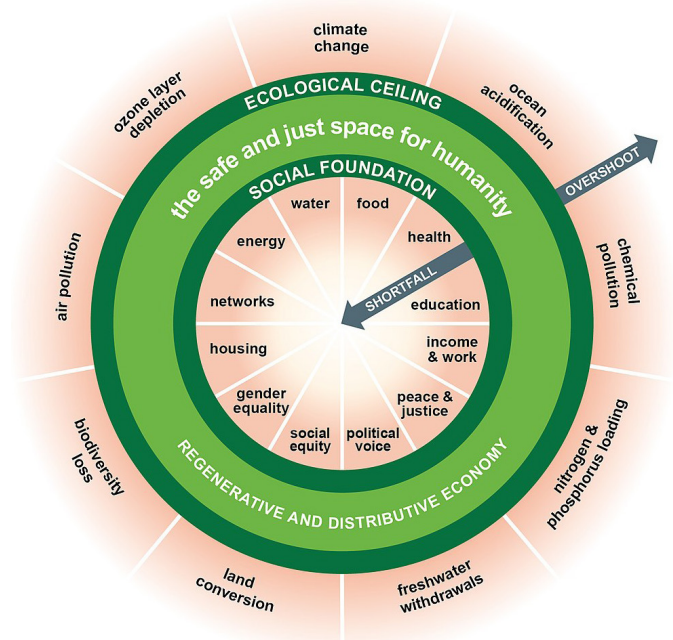 climate
change
ocean
acidification
OVERSHOOT
chemical
pollution
nitrogen &
phosphorus loading
freshwater
withdrawals
land
conversion
biodiversity
loss
air pollution
ozone layer
depletion
ECOLOGICAL CEILING
the safe and just space for humanity
SOCIAL FOUNDATION
water
food
health
SHORTFALL
education
income
& work
peace &
justice
political
voice
social
equity
gender
equality
housing
networks
energy
REGENERATIVE AND DISTRIBUTIVE ECONOMY